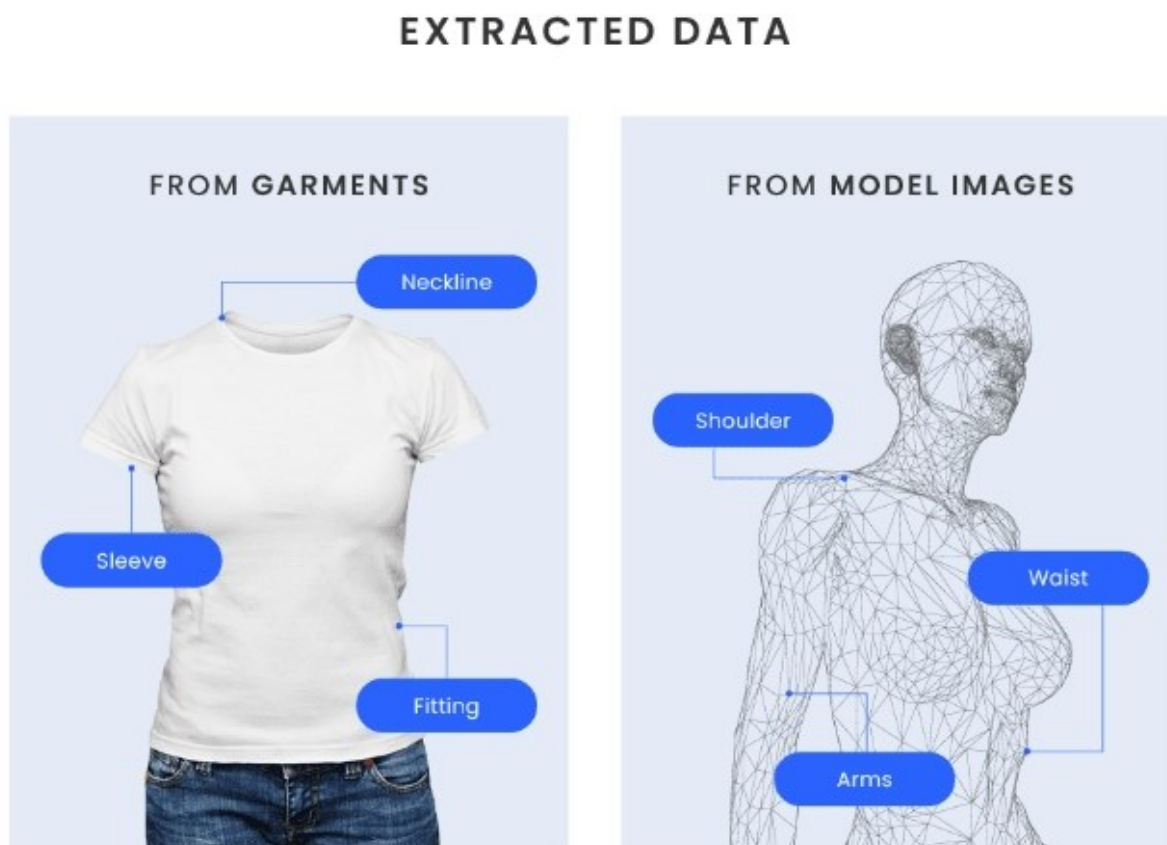 EXTRACTED DATA
FROM GARMENTS
Neckline
Sleeve
Fitting
FROM MODEL IMAGES
Shoulder
Waist
Arms